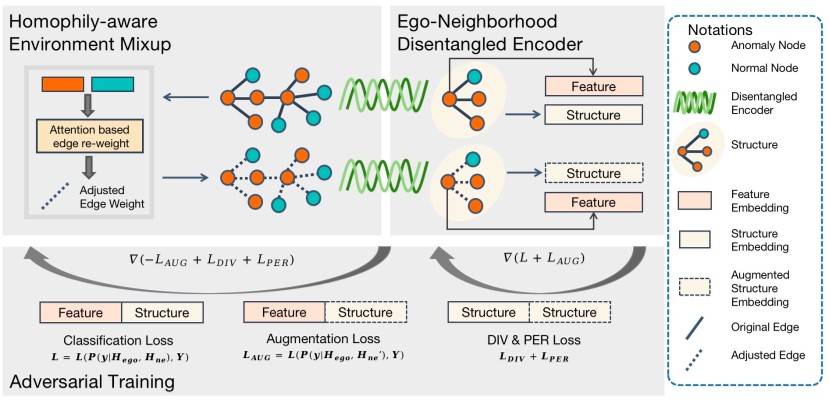 Homophily-aware
Environment Mixup
Attention based
edge re-weight
Adjusted
Edge Weight
Ego-Neighborhood
Disentangled Encoder
Feature
Structure
Structure
Feature
∇(−L_AUG + L_DIV + L_PER)
∇(L + L_AUG)
Feature Structure
Classification Loss
L = L(P(y|H_ego, H_ne), Y)
Feature Structure
Augmentation Loss
L_AUG = L(P(y|H_ego, H_ne'), Y)
Structure Structure
DIV & PER Loss
L_DIV + L_PER
Adversarial Training
Notations
Anomaly Node
Normal Node
Disentangled
Encoder
Structure
Feature
Embedding
Structure
Embedding
Augmented
Structure
Embedding
Original Edge
Adjusted Edge